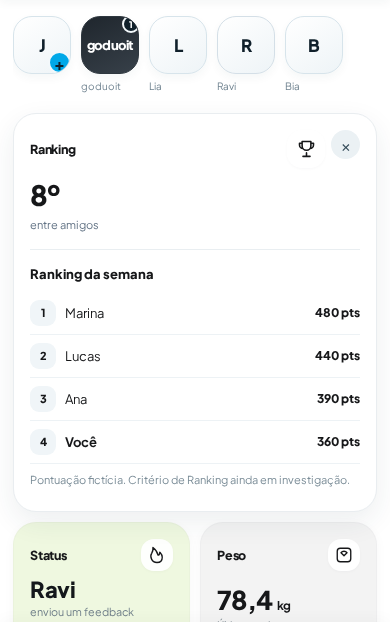 J
+
goduoit
1
L
R
B
goduoit
Lia
Ravi
Bia
Ranking
×
8º
entre amigos
Ranking da semana
1 Marina 480 pts
2 Lucas 440 pts
3 Ana 390 pts
4 Você 360 pts
Pontuação fictícia. Critério de Ranking ainda em investigação.
Status
Peso
Ravi
78,4 kg
enviou um feedback